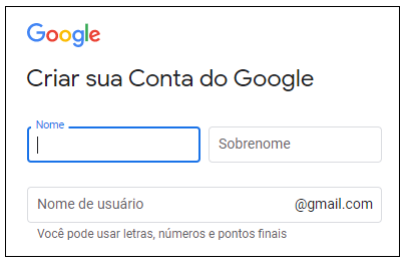 Google
Criar sua Conta do Google
Nome
Sobrenome
Nome de usuário @gmail.com
Você pode usar letras, números e pontos finais